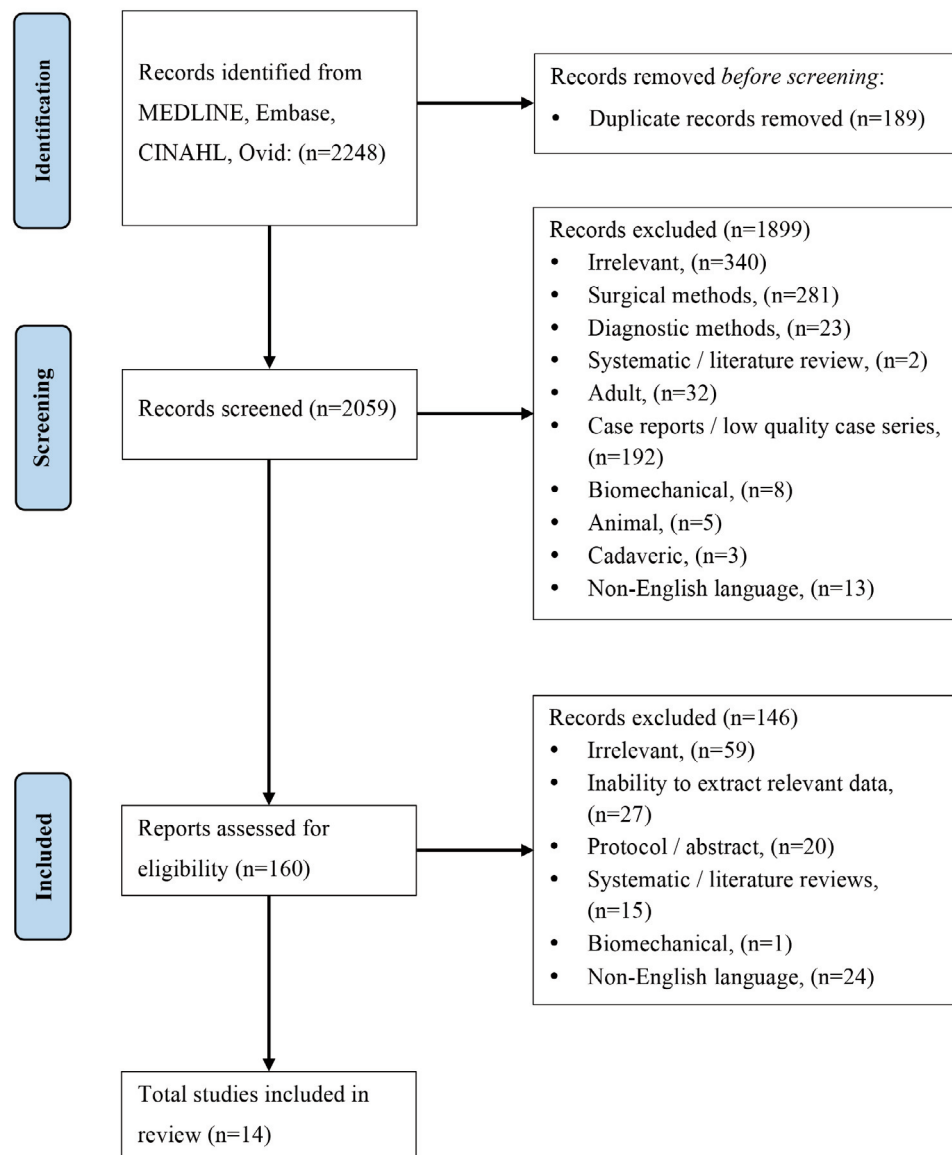 Identification
Records identified from
MEDLINE, Embase,
CINAHL, Ovid: (n=2248)
Records removed before screening:
• Duplicate records removed (n=189)
Screening
Records screened (n=2059)
Records excluded (n=1899)
• Irrelevant, (n=340)
• Surgical methods, (n=281)
• Diagnostic methods, (n=23)
• Systematic / literature review, (n=2)
• Adult, (n=32)
• Case reports / low quality case series,
(n=192)
• Biomechanical, (n=8)
• Animal, (n=5)
• Cadaveric, (n=3)
• Non-English language, (n=13)
Included
Reports assessed for
eligibility (n=160)
Records excluded (n=146)
• Irrelevant, (n=59)
• Inability to extract relevant data,
(n=27)
• Protocol / abstract, (n=20)
• Systematic / literature reviews,
(n=15)
• Biomechanical, (n=1)
• Non-English language, (n=24)
Total studies included in
review (n=14)